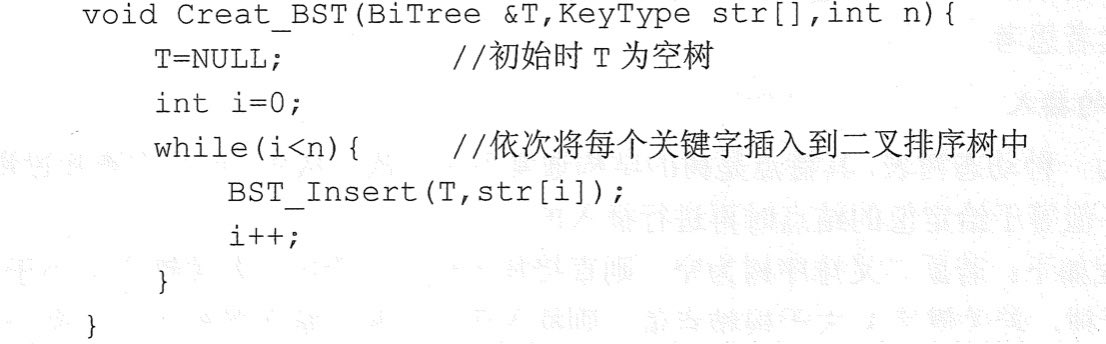 void Creat_BST(BiTree &T,KeyType str[],int n){
T=NULL; //初始时T为空树
int i=0;
while(i<n){ //依次将每个关键字插入到二叉排序树中
BST_Insert(T,str[i]);
i++;
}
}